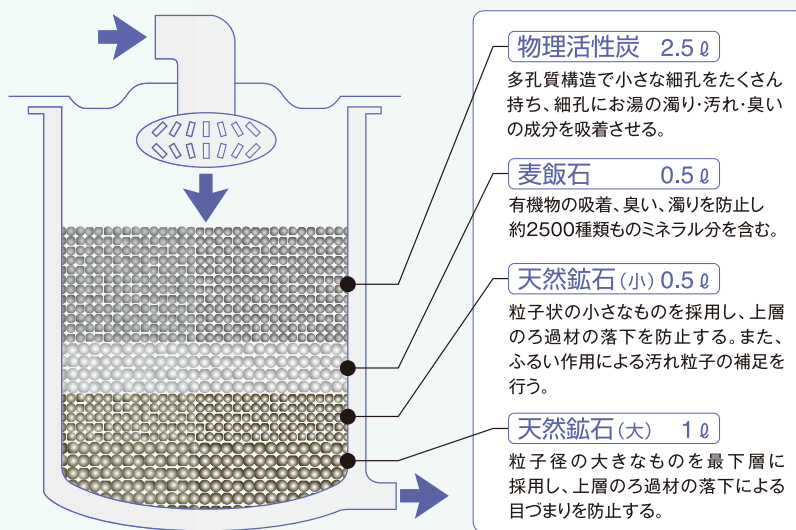 物理活性炭 2.5ℓ
多孔質構造で小さな細孔をたくさん
持ち、細孔にお湯の濁り・汚れ・臭い
の成分を吸着させる。
麦飯石 0.5ℓ
有機物の吸着、臭い、濁りを防止し
約2500種類ものミネラル分を含む。
天然鉱石(小) 0.5ℓ
粒子状の小さなものを採用し、上層
のろ過材の落下を防止する。また、
ふるい作用による汚れ粒子の補足を
行う。
天然鉱石(大) 1ℓ
粒子径の大きなものを最下層に
採用し、上層のろ過材の落下による
目づまりを防止する。